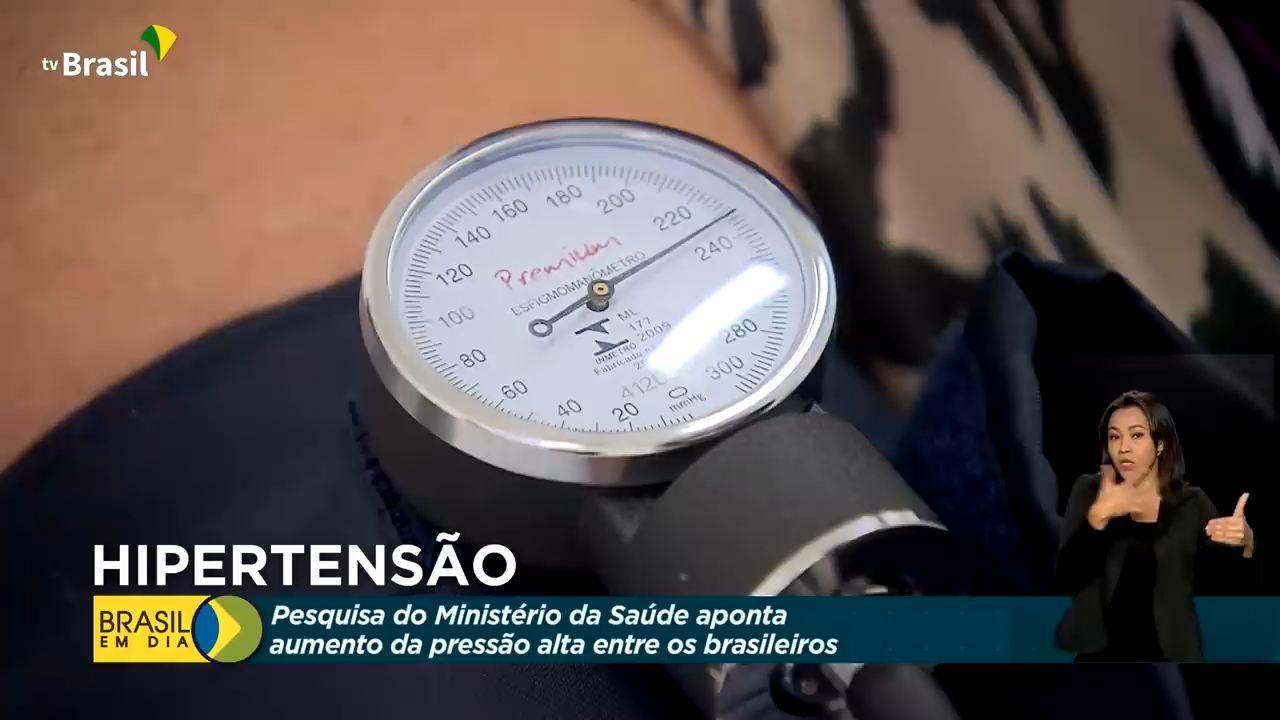 tv Brasil
180
160
200
140
220
120
240
Premium
ESFIGMOMANÔMETRO
100
ML
177
INMETRO 2009
80
280
300
60
40
20
0
mmHg
HIPERTENSÃO
BRASIL
EM DIA
Pesquisa do Ministério da Saúde aponta
aumento da pressão alta entre os brasileiros